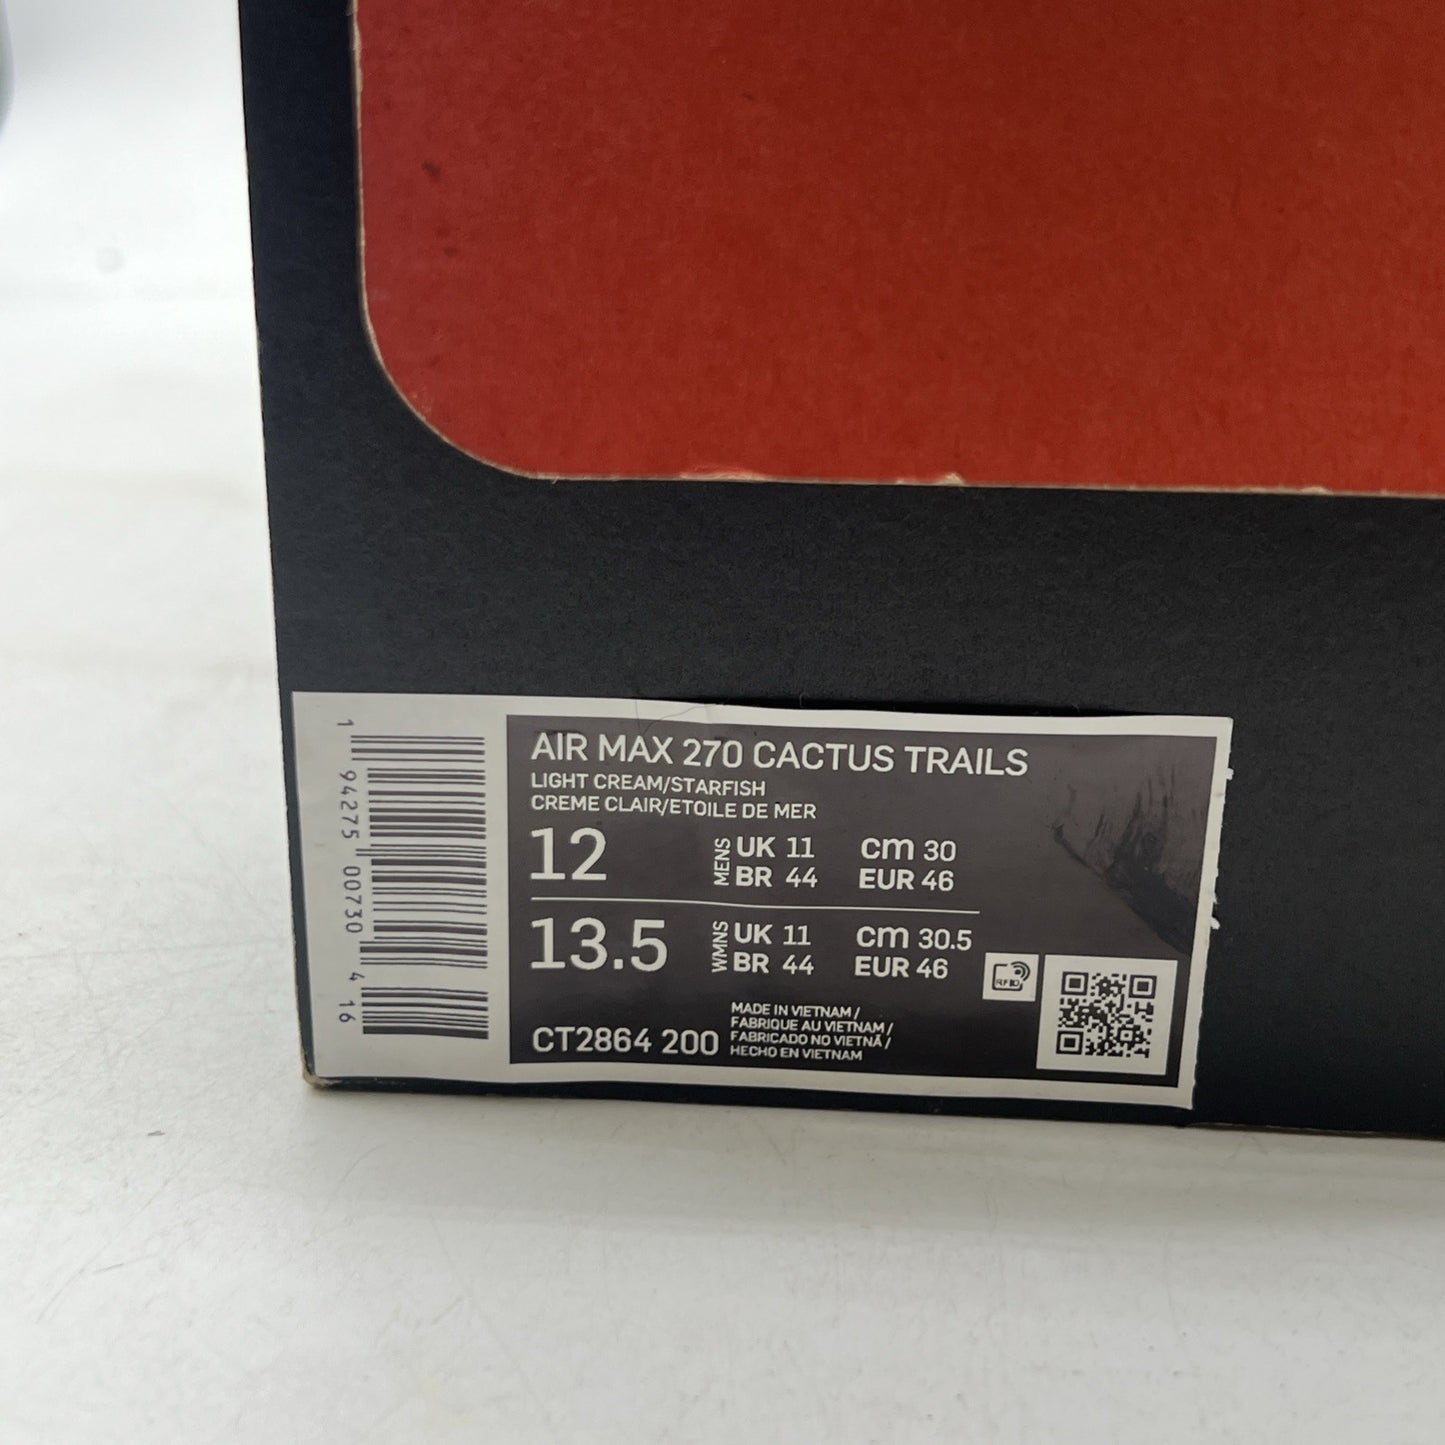 1 94275 00730 4 16
AIR MAX 270 CACTUS TRAILS
LIGHT CREAM/STARFISH
CREME CLAIR/ETOILE DE MER
12 MENS UK 11 cm 30
BR 44 EUR 46
13.5 WMNS UK 11 cm 30.5
BR 44 EUR 46
RFID
CT2864 200
MADE IN VIETNAM /
FABRIQUE AU VIETNAM /
FABRICADO NO VIETNÃ /
HECHO EN VIETNAM